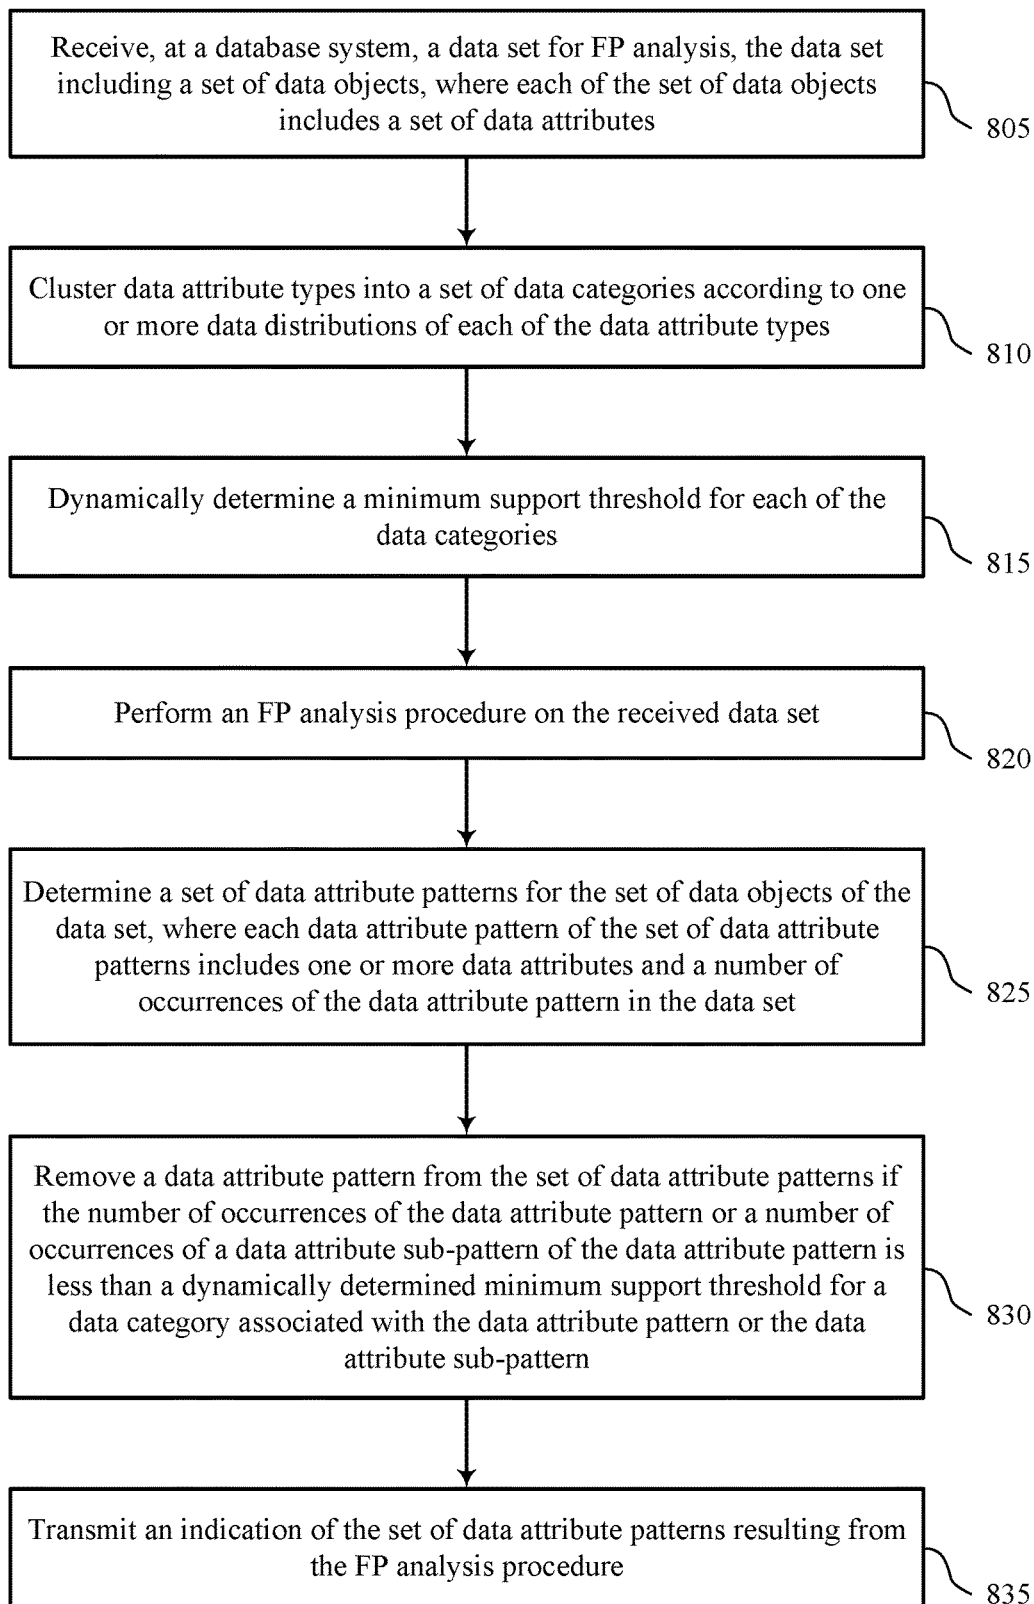 Receive, at a database system, a data set for FP analysis, the data set
including a set of data objects, where each of the set of data objects
includes a set of data attributes
805
Cluster data attribute types into a set of data categories according to one
or more data distributions of each of the data attribute types
810
Dynamically determine a minimum support threshold for each of the
data categories
815
Perform an FP analysis procedure on the received data set
820
Determine a set of data attribute patterns for the set of data objects of the
data set, where each data attribute pattern of the set of data attribute
patterns includes one or more data attributes and a number of
occurrences of the data attribute pattern in the data set
825
Remove a data attribute pattern from the set of data attribute patterns if
the number of occurrences of the data attribute pattern or a number of
occurrences of a data attribute sub-pattern of the data attribute pattern is
less than a dynamically determined minimum support threshold for a
data category associated with the data attribute pattern or the data
attribute sub-pattern
830
Transmit an indication of the set of data attribute patterns resulting from
the FP analysis procedure
835